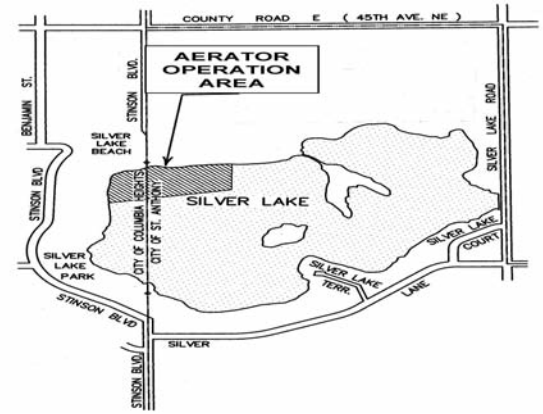 COUNTY ROAD E ( 45TH AVE. NE )
AERATOR
OPERATION
AREA
BENJAMIN ST.
STINSON BLVD.
SILVER
LAKE
BEACH
SILVER LAKE ROAD
STINSON BLVD
CITY OF COLUMBIA HEIGHTS
CITY OF ST. ANTHONY
SILVER LAKE
SILVER
LAKE
PARK
SILVER LAKE
COURT
SILVER LAKE
TERR.
LANE
STINSON BLVD
SILVER
STINSON BLVD.